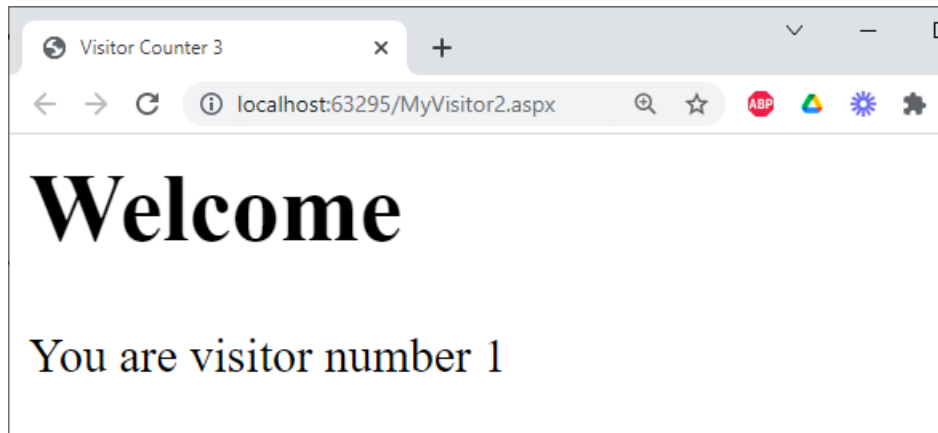 Visitor Counter 3
localhost:63295/MyVisitor2.aspx
ABP
Welcome
You are visitor number 1